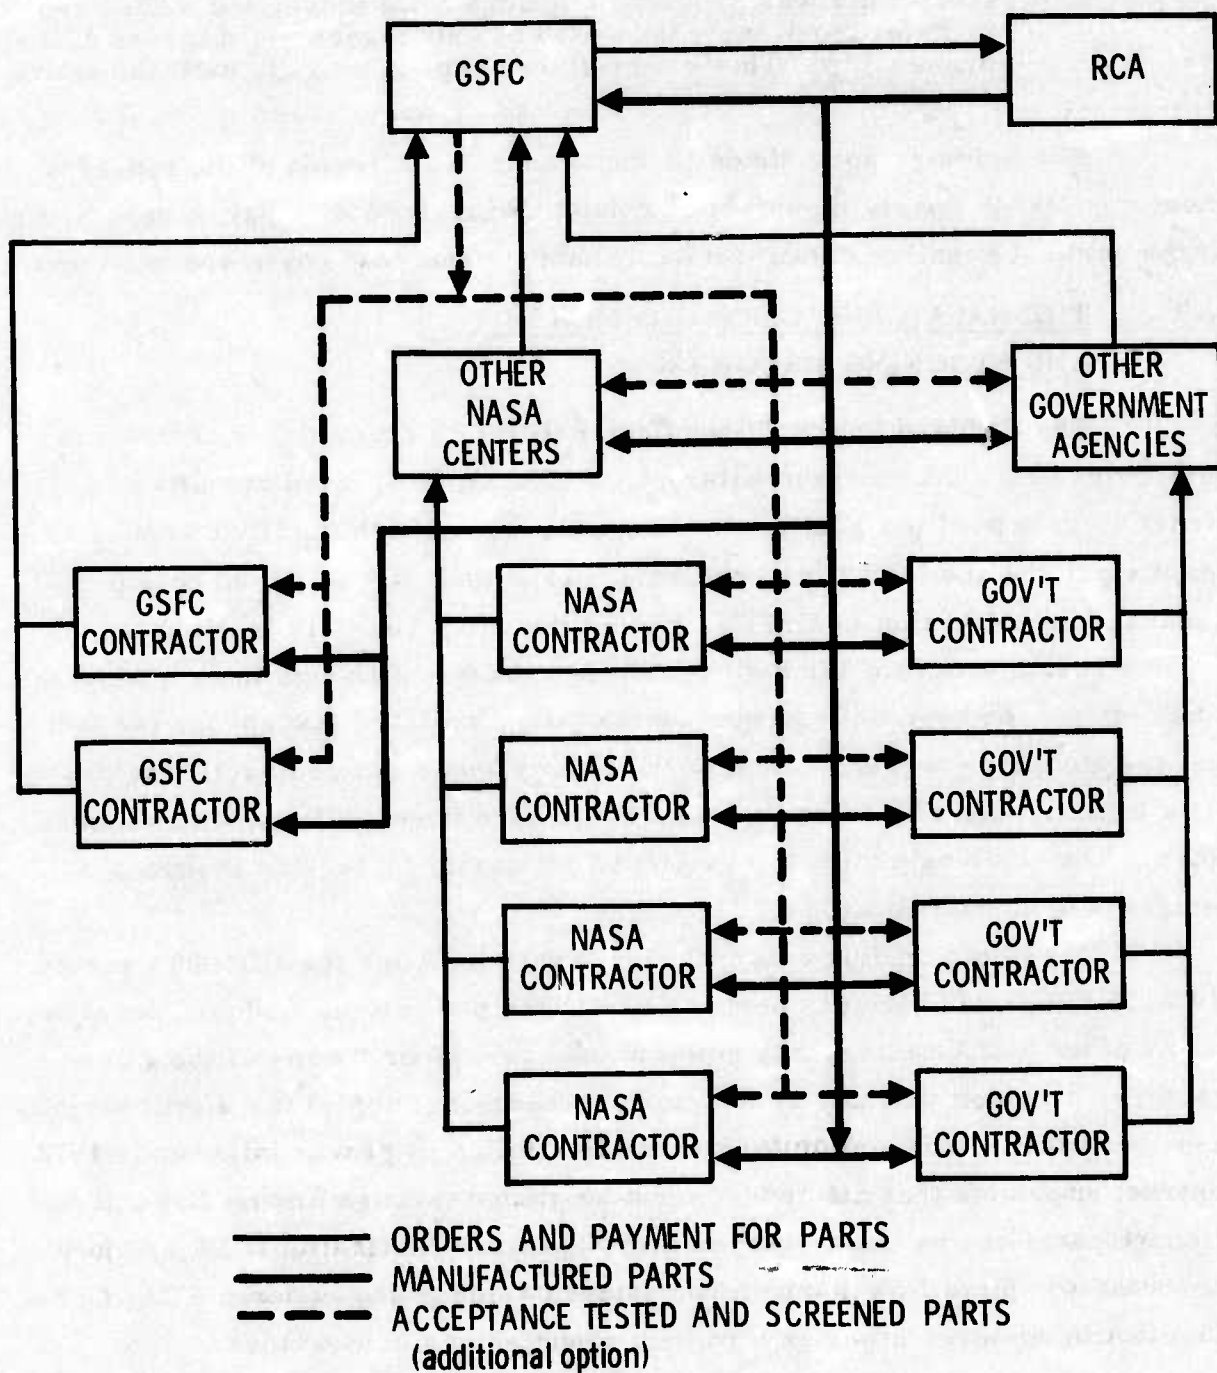 GSFC
RCA
OTHER
NASA
CENTERS
OTHER
GOVERNMENT
AGENCIES
GSFC
CONTRACTOR
NASA
CONTRACTOR
GOV'T
CONTRACTOR
GSFC
CONTRACTOR
NASA
CONTRACTOR
GOV'T
CONTRACTOR
NASA
CONTRACTOR
GOV'T
CONTRACTOR
NASA
CONTRACTOR
GOV'T
CONTRACTOR
ORDERS AND PAYMENT FOR PARTS
MANUFACTURED PARTS
ACCEPTANCE TESTED AND SCREENED PARTS
(additional option)